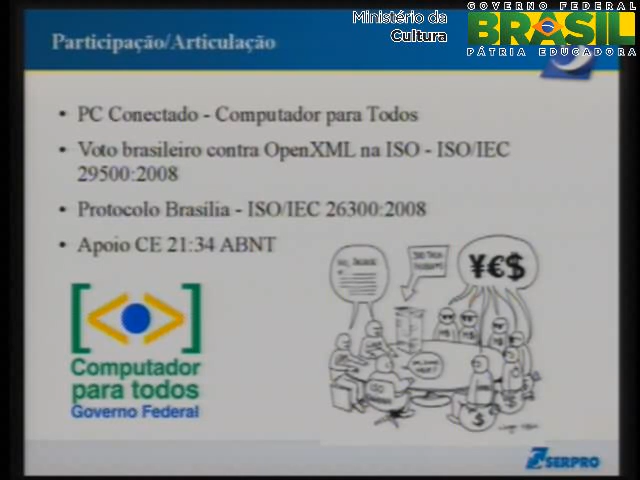 Ministério da
Cultura
GOVERNO FEDERAL
BRASIL
PÁTRIA EDUCADORA
Participação/Articulação
• PC Conectado - Computador para Todos
• Voto brasileiro contra OpenXML na ISO - ISO/IEC
29500:2008
• Protocolo Brasília - ISO/IEC 26300:2008
• Apoio CE 21:34 ABNT
¥€$
[<•>]
Computador
para todos
Governo Federal
ISO
$
$
SERPRO